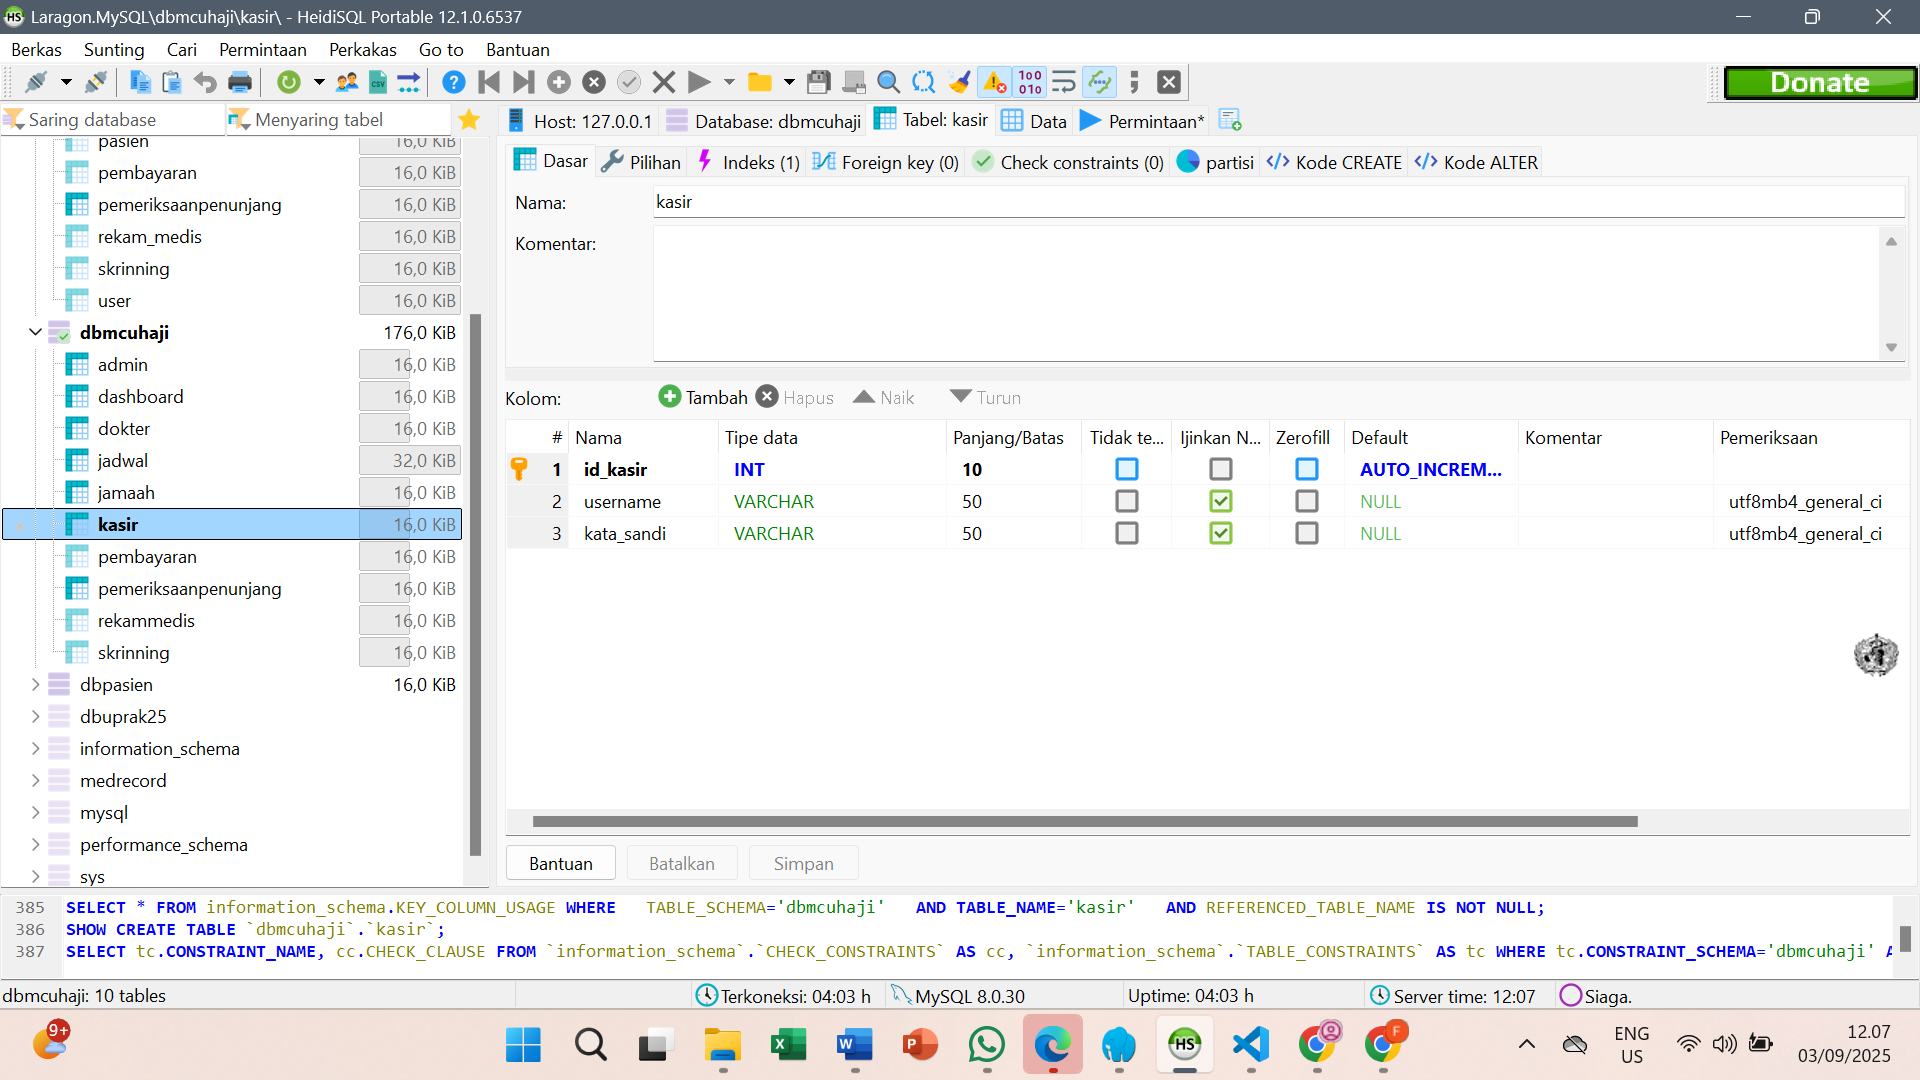 Laragon.MySQL\dbmcuhaji\kasir\ - HeidiSQL Portable 12.1.0.6537
Berkas Sunting Cari Permintaan Perkakas Go to Bantuan
Donate
Saring database Menyaring tabel
Host: 127.0.0.1 Database: dbmcuhaji Tabel: kasir Data Permintaan*
Dasar Pilihan Indeks (1) Foreign key (0) Check constraints (0) partisi Kode CREATE Kode ALTER
pasien 16,0 KiB
pembayaran 16,0 KiB
pemeriksaanpenunjang 16,0 KiB
rekam_medis 16,0 KiB
skrinning 16,0 KiB
user 16,0 KiB
dbmcuhaji 176,0 KiB
admin 16,0 KiB
dashboard 16,0 KiB
dokter 16,0 KiB
jadwal 32,0 KiB
jamaah 16,0 KiB
kasir 16,0 KiB
pembayaran 16,0 KiB
pemeriksaanpenunjang 16,0 KiB
rekammedis 16,0 KiB
skrinning 16,0 KiB
dbpasien 16,0 KiB
dbuprak25
information_schema
medrecord
mysql
performance_schema
sys
Nama: kasir
Komentar:
Kolom: Tambah Hapus Naik Turun
# Nama Tipe data Panjang/Batas Tidak te... Ijinkan N... Zerofill Default Komentar Pemeriksaan
1 id_kasir INT 10 AUTO_INCREM...
2 username VARCHAR 50 NULL utf8mb4_general_ci
3 kata_sandi VARCHAR 50 NULL utf8mb4_general_ci
Bantuan Batalkan Simpan
385 SELECT * FROM information_schema.KEY_COLUMN_USAGE WHERE TABLE_SCHEMA='dbmcuhaji' AND TABLE_NAME='kasir' AND REFERENCED_TABLE_NAME IS NOT NULL;
386 SHOW CREATE TABLE `dbmcuhaji`.`kasir`;
387 SELECT tc.CONSTRAINT_NAME, cc.CHECK_CLAUSE FROM `information_schema`.`CHECK_CONSTRAINTS` AS cc, `information_schema`.`TABLE_CONSTRAINTS` AS tc WHERE tc.CONSTRAINT_SCHEMA='dbmcuhaji' A
dbmcuhaji: 10 tables Terkoneksi: 04:03 h MySQL 8.0.30 Uptime: 04:03 h Server time: 12:07 Siaga.
9+
ENG
US
12.07
03/09/2025